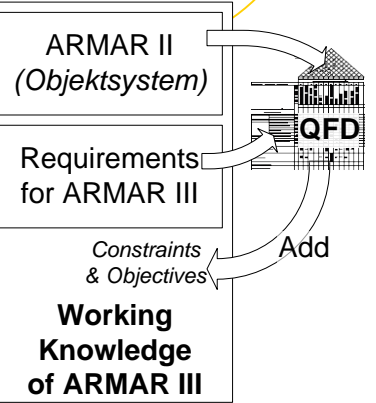 ARMAR II
(Objektsystem)
QFD
Requirements
for ARMAR III
Constraints
& Objectives
Add
Working
Knowledge
of ARMAR III